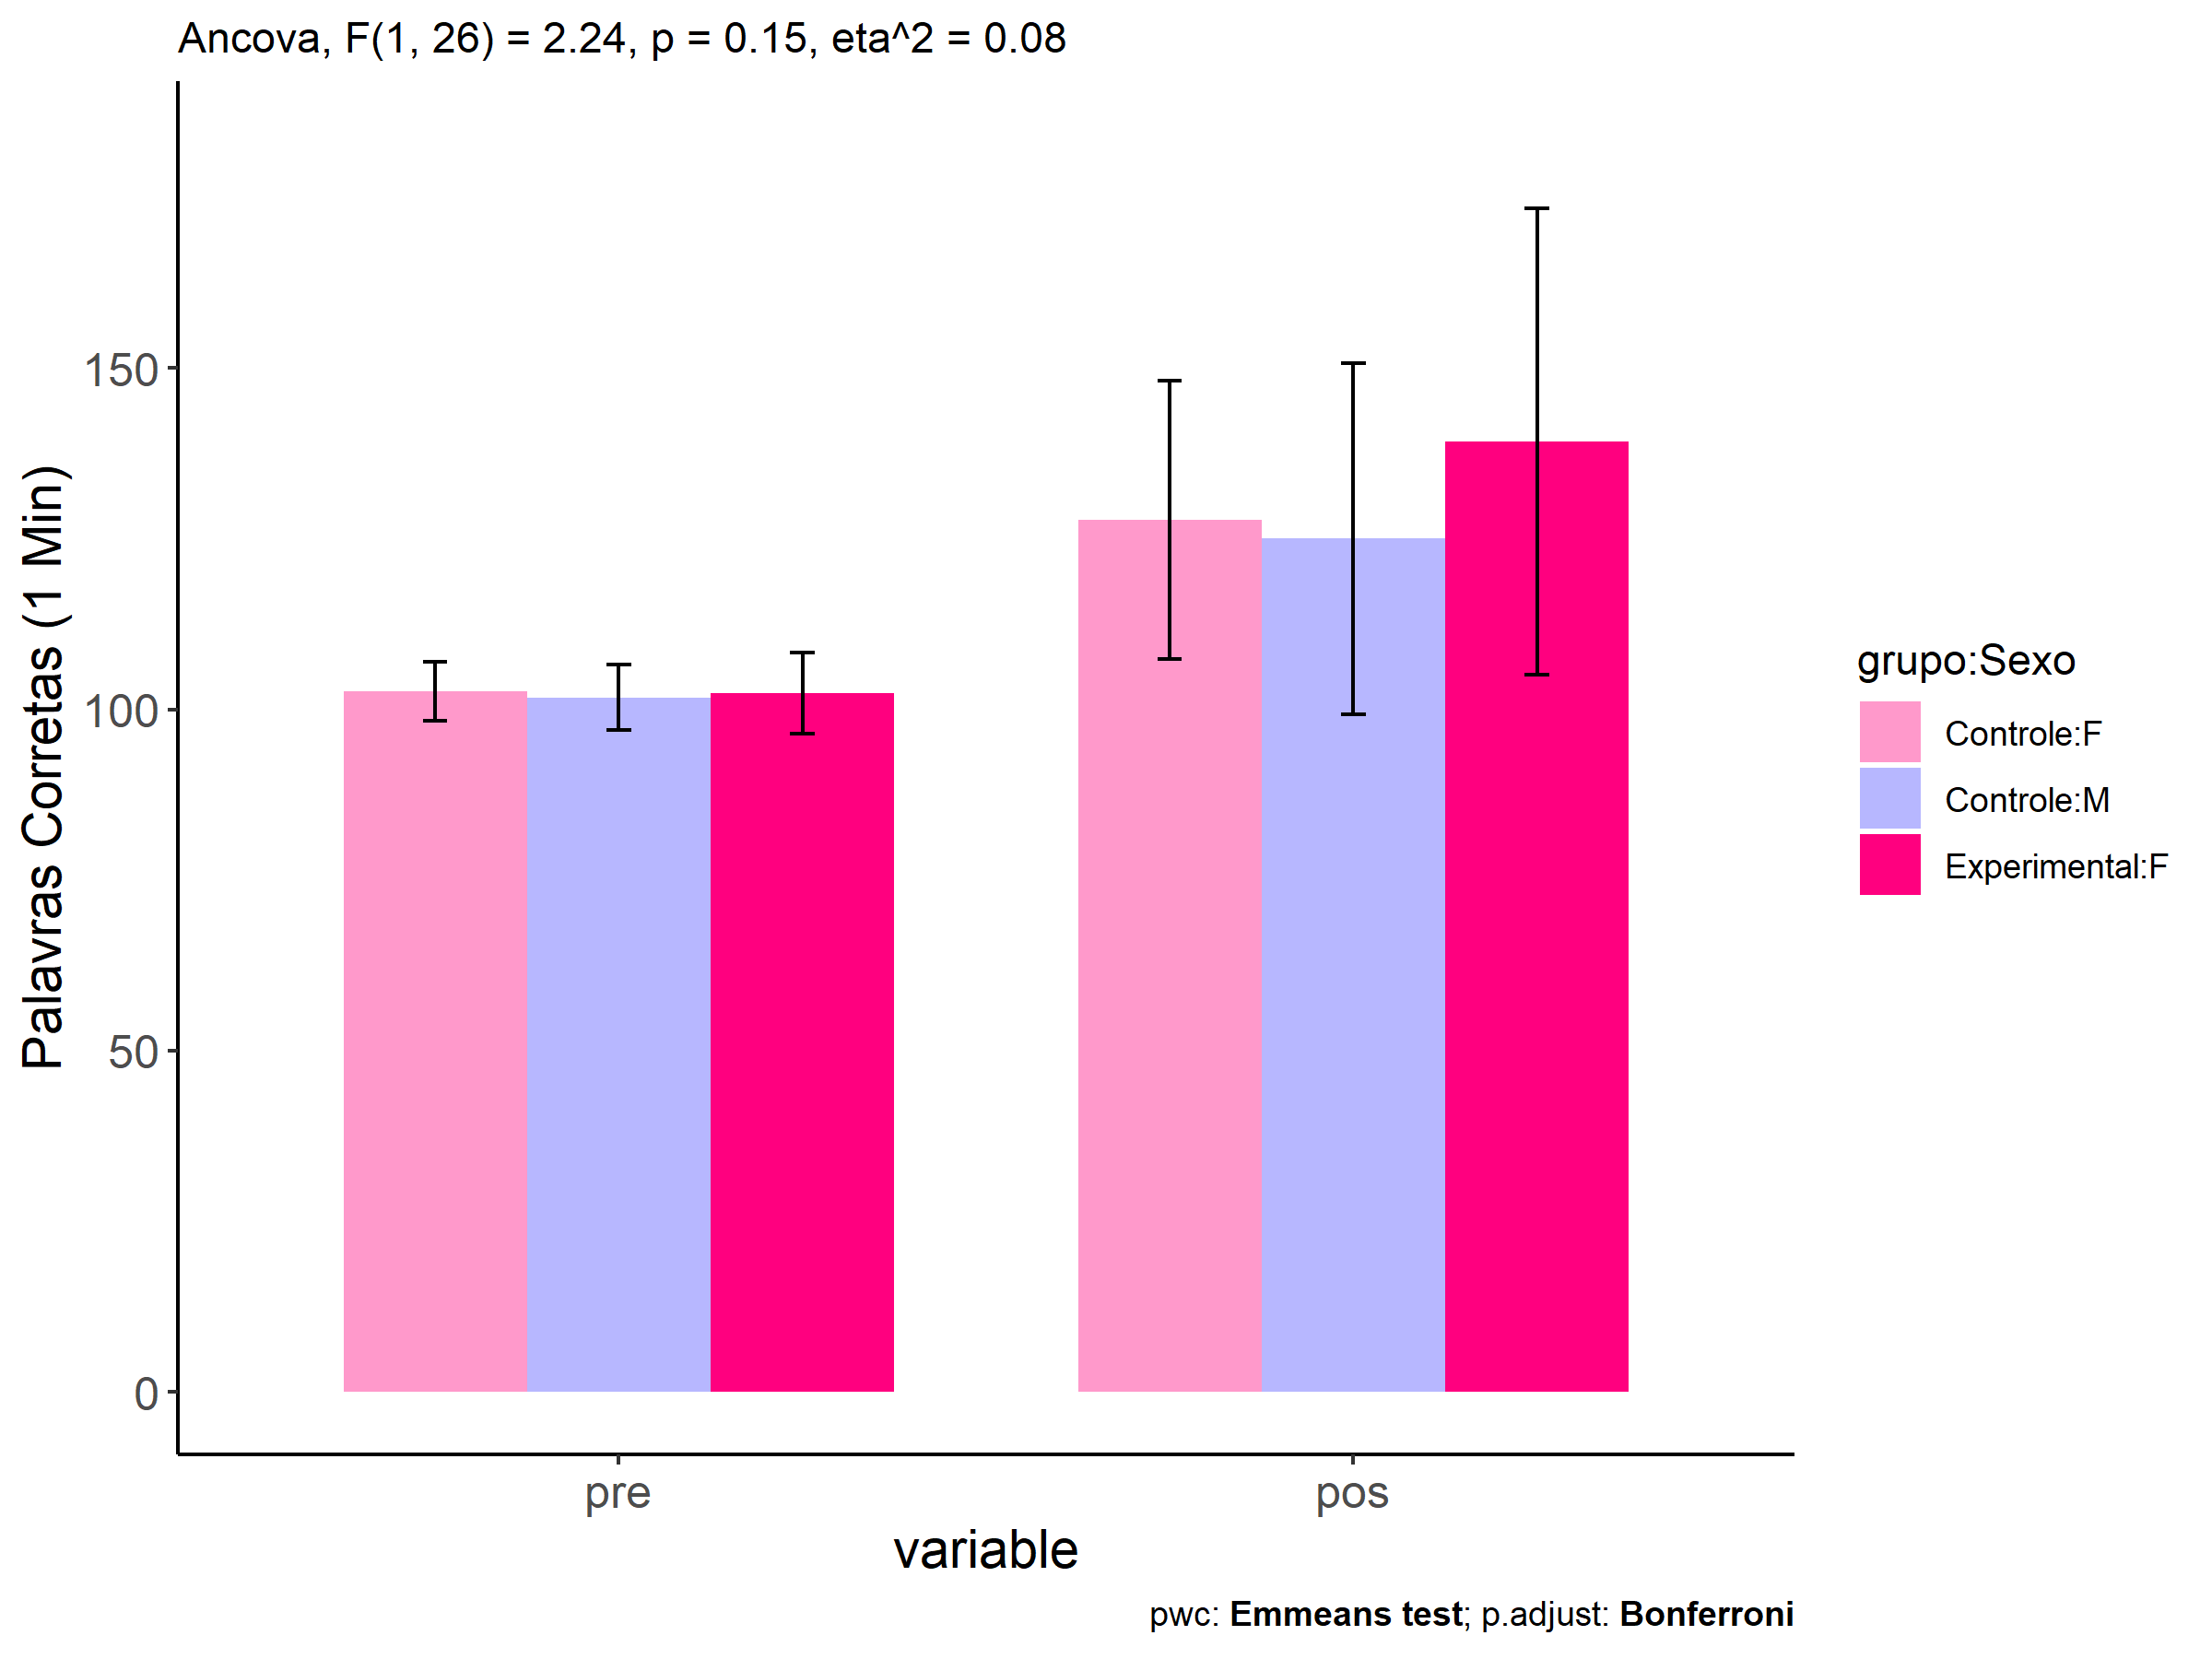 Ancova, F(1, 26) = 2.24, p = 0.15, eta^2 = 0.08
Palavras Corretas (1 Min)
150
100
50
0
pre
pos
variable
grupo:Sexo
Controle:F
Controle:M
Experimental:F
pwc: Emmeans test; p.adjust: Bonferroni